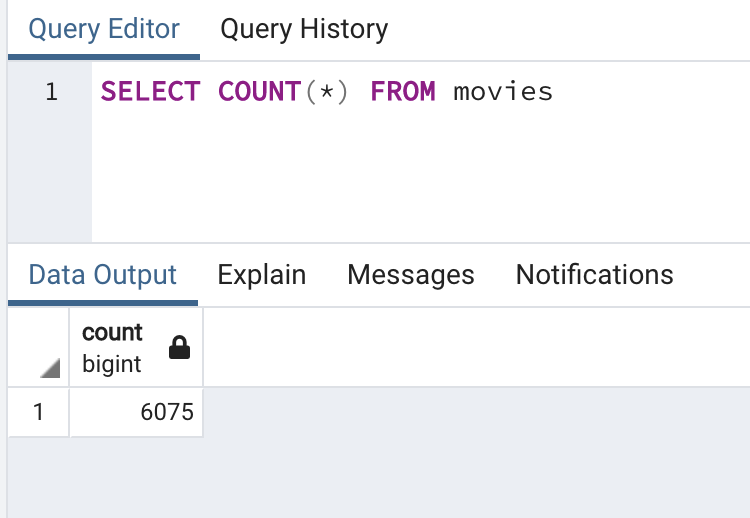 Query Editor Query History
1 SELECT COUNT(*) FROM movies
Data Output Explain Messages Notifications
count
bigint
1 6075